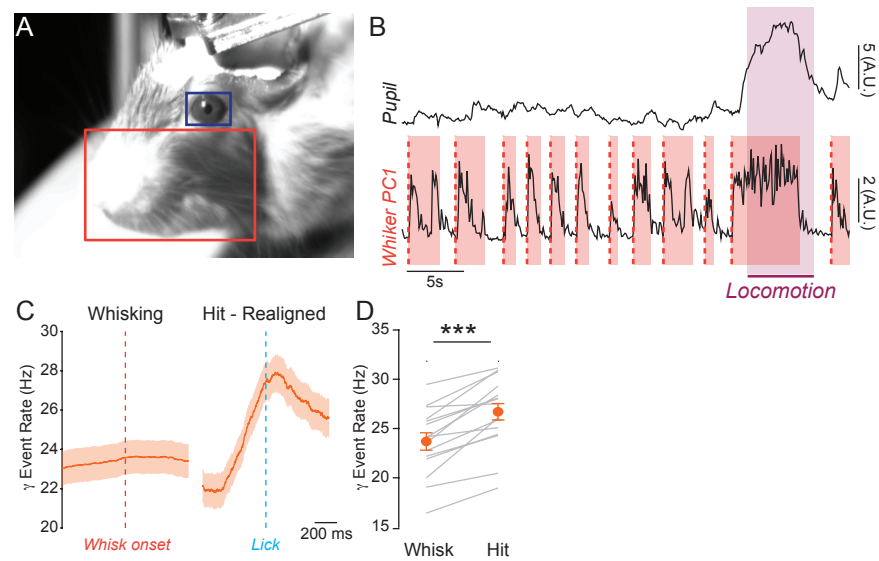 A
B
Pupil
5 (A.U.)
Whiker PC1
2 (A.U.)
5s
Locomotion
C
Whisking
Hit - Realigned
γ Event Rate (Hz)
30
28
26
24
22
20
Whisk onset
Lick
200 ms
D
***
γ Event Rate (Hz)
35
30
25
20
15
Whisk
Hit